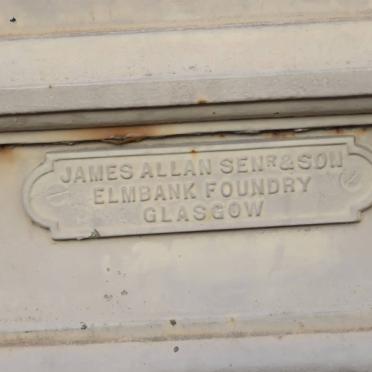 JAMES ALLAN SENR & SON
ELMBANK FOUNDRY
GLASGOW